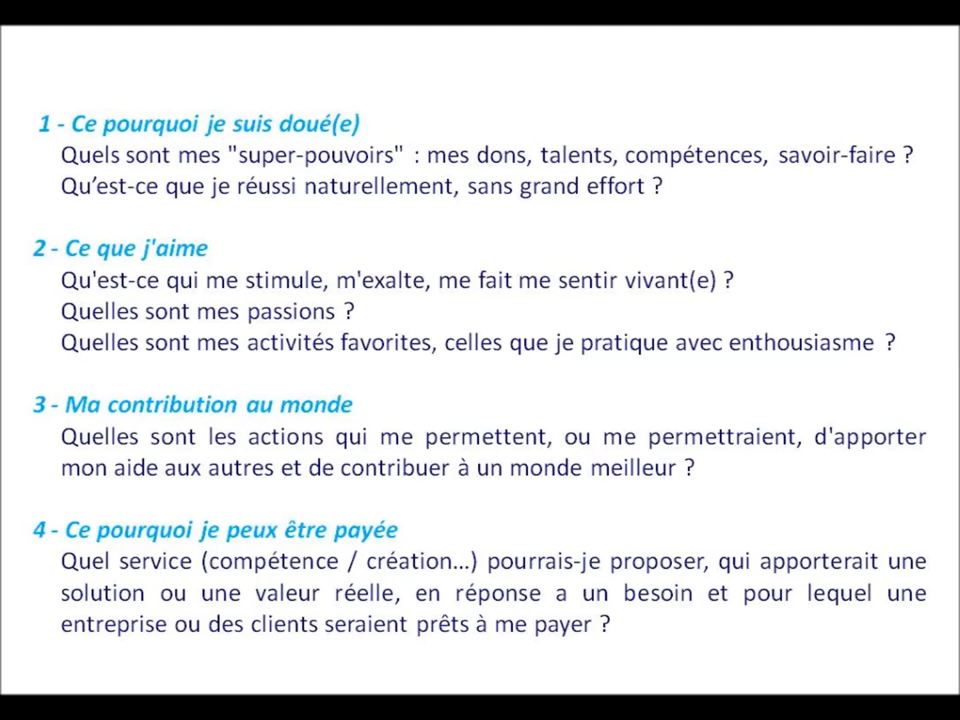 1 - Ce pourquoi je suis doué(e)
Quels sont mes "super-pouvoirs" : mes dons, talents, compétences, savoir-faire ?
Qu’est-ce que je réussi naturellement, sans grand effort ?
2 - Ce que j'aime
Qu'est-ce qui me stimule, m'exalte, me fait me sentir vivant(e) ?
Quelles sont mes passions ?
Quelles sont mes activités favorites, celles que je pratique avec enthousiasme ?
3 - Ma contribution au monde
Quelles sont les actions qui me permettent, ou me permettraient, d'apporter
mon aide aux autres et de contribuer à un monde meilleur ?
4 - Ce pourquoi je peux être payée
Quel service (compétence / création…) pourrais-je proposer, qui apporterait une
solution ou une valeur réelle, en réponse a un besoin et pour lequel une
entreprise ou des clients seraient prêts à me payer ?